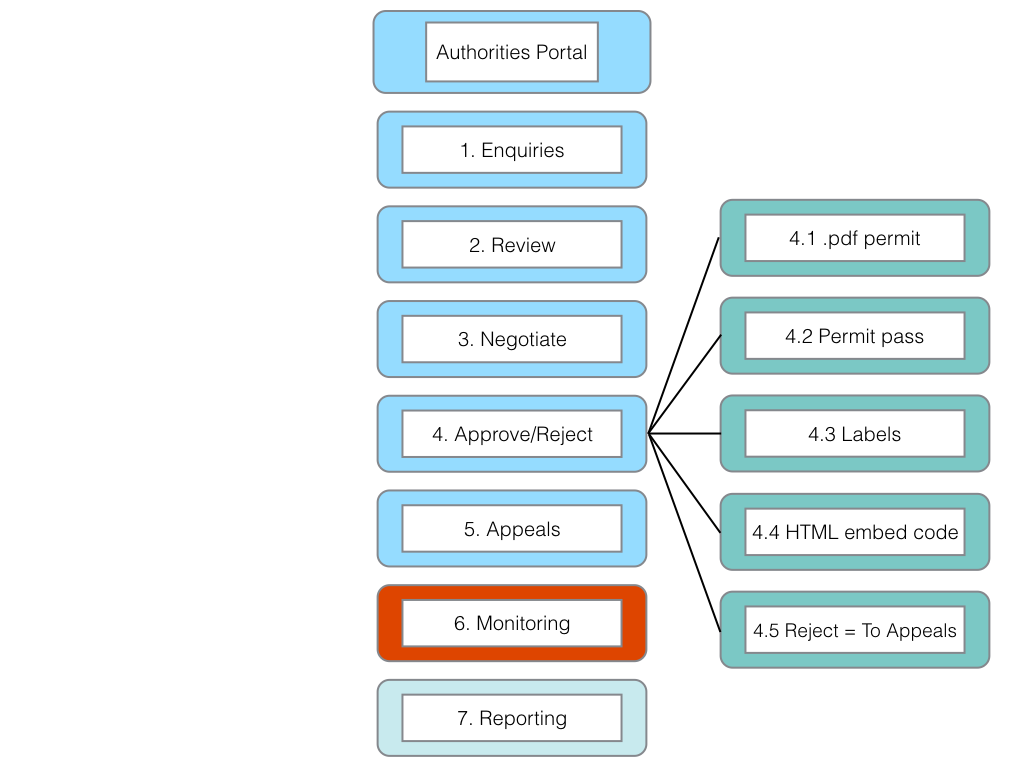 Authorities Portal
1. Enquiries
2. Review
3. Negotiate
4. Approve/Reject
5. Appeals
6. Monitoring
7. Reporting
4.1 .pdf permit
4.2 Permit pass
4.3 Labels
4.4 HTML embed code
4.5 Reject = To Appeals